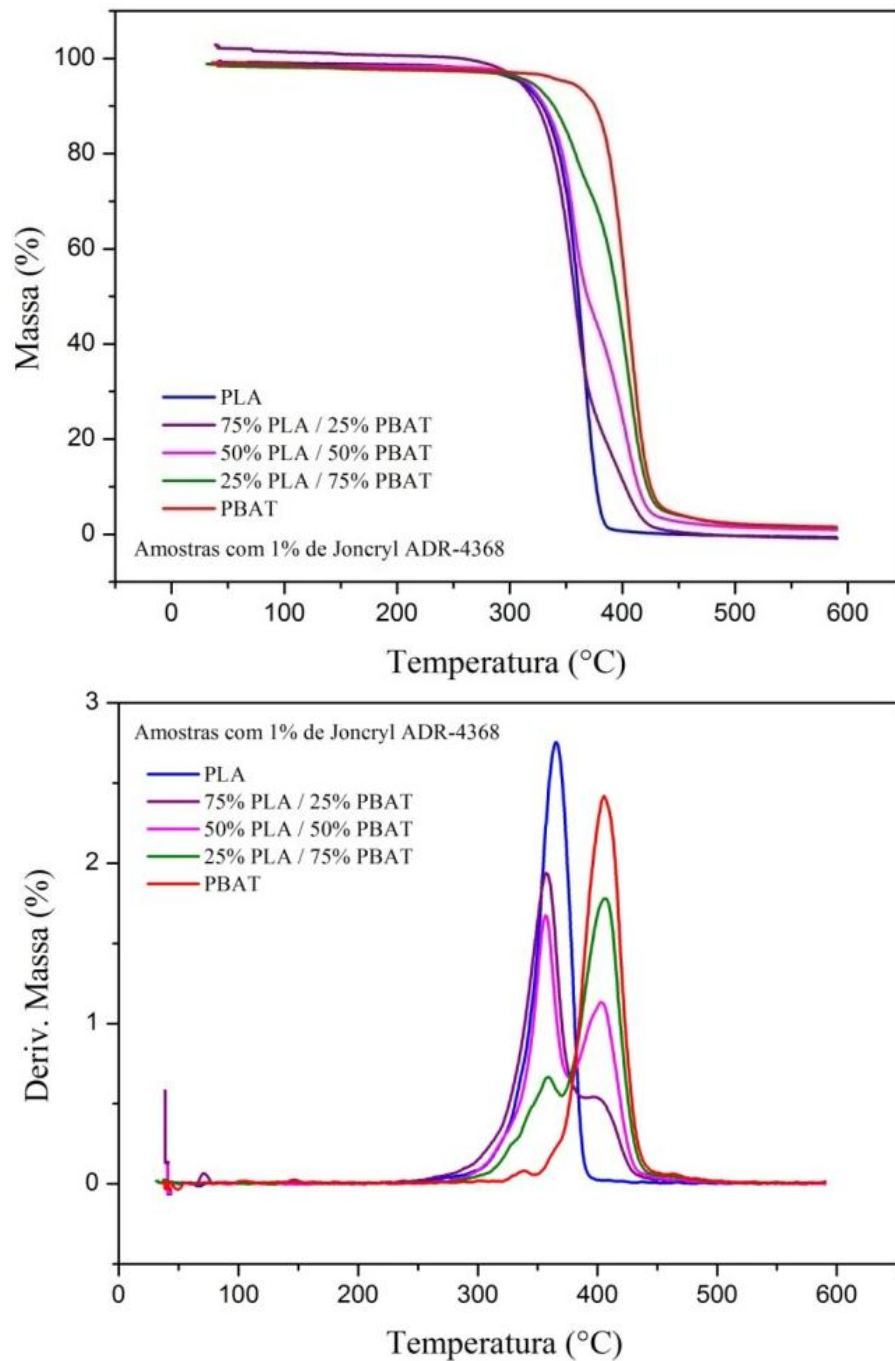 100
80
60
40
20
0
Massa (%)
PLA
75% PLA / 25% PBAT
50% PLA / 50% PBAT
25% PLA / 75% PBAT
PBAT
Amostras com 1% de Joncryl ADR-4368
0 100 200 300 400 500 600
Temperatura (°C)
3
2
1
0
Deriv. Massa (%)
Amostras com 1% de Joncryl ADR-4368
PLA
75% PLA / 25% PBAT
50% PLA / 50% PBAT
25% PLA / 75% PBAT
PBAT
0 100 200 300 400 500 600
Temperatura (°C)